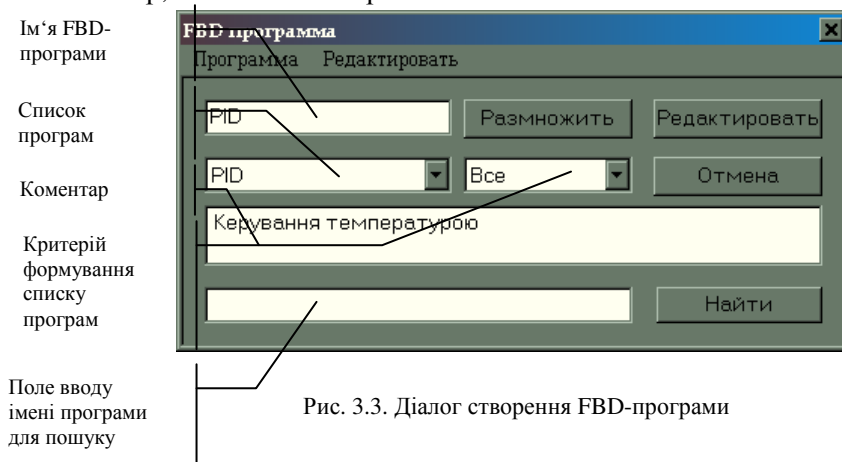 Ім‘я FBD-
програми
Список
програм
Коментар
Критерій
формування
списку
програм
Поле вводу
імені програми
для пошуку
FBD программа
Программа Редактировать
PID Размножить Редактировать
PID Все Отмена
Керування температурою
Найти
Рис. 3.3. Діалог створення FBD-програми